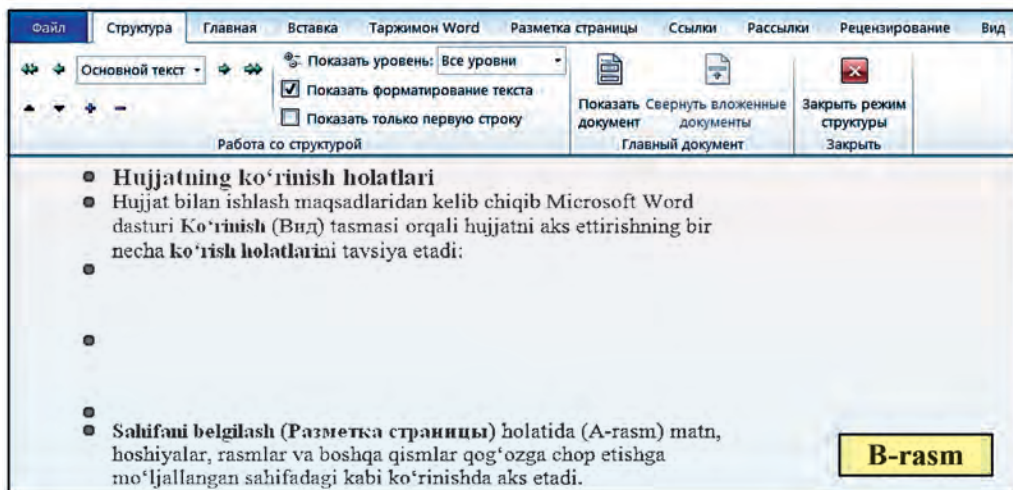 Файл Структура Главная Вставка Таржимон Word Разметка страницы Ссылки Рассылки Рецензирование Вид
Основной текст
Показать уровень: Все уровни
Показать форматирование текста
Показать только первую строку
Работа со структурой
Показать документ
Свернуть вложенные документы
Главный документ
Закрыть режим структуры
Закрыть
Hujjatning ko‘rinish holatlari
Hujjat bilan ishlash maqsadlaridan kelib chiqib Microsoft Word
dasturi Ko‘rinish (Вид) tasmasi orqali hujjatni aks ettirishning bir
necha ko‘rish holatlarini tavsiya etadi:
Sahifani belgilash (Разметка страницы) holatida (A-rasm) matn,
hoshiyalar, rasmlar va boshqa qismlar qog‘ozga chop etishga
mo‘ljallangan sahifadagi kabi ko‘rinishda aks etadi.
B-rasm